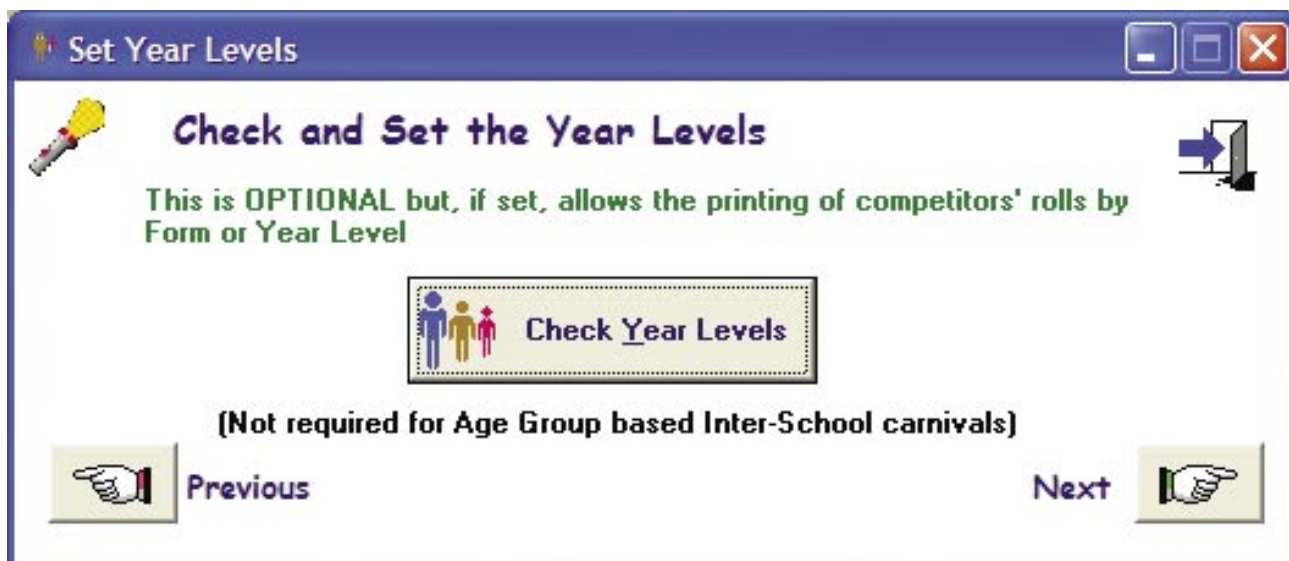 Set Year Levels
Check and Set the Year Levels
This is OPTIONAL but, if set, allows the printing of competitors' rolls by
Form or Year Level
Check Year Levels
(Not required for Age Group based Inter-School carnivals)
Previous
Next